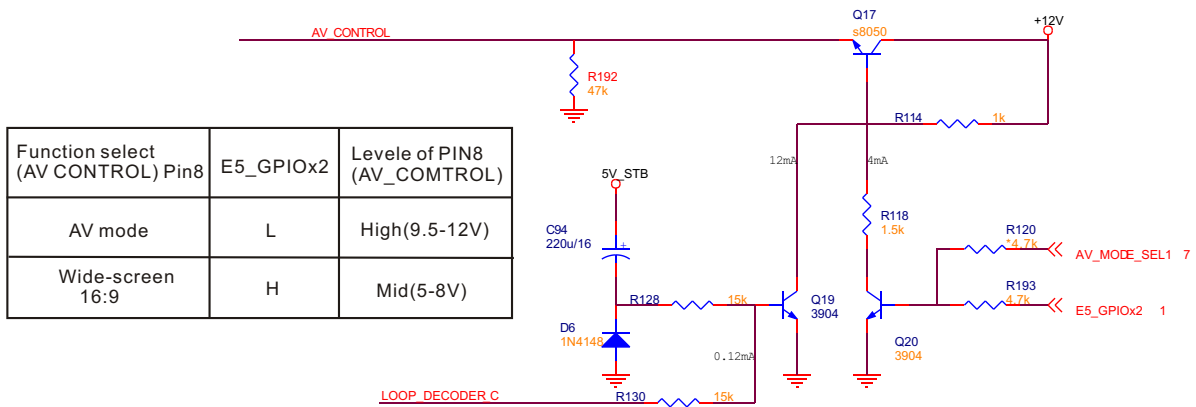 Q17
s8050
+12V
AV_CONTROL
R192
47k
R114
1k
Function select
(AV CONTROL) Pin8
E5_GPIOx2
Levele of PIN8
(AV_COMTROL)
AV mode
L
High(9.5-12V)
Wide-screen
16:9
H
Mid(5-8V)
12mA
4mA
5V_STB
C94
220u/16
R118
1.5k
R120
*4.7k
AV_MODE_SEL1 7
R128
15k
Q19
3904
R193
4.7k
E5_GPIOx2 1
D6
1N4148
Q20
3904
0.12mA
LOOP_DECODER C
R130
15k